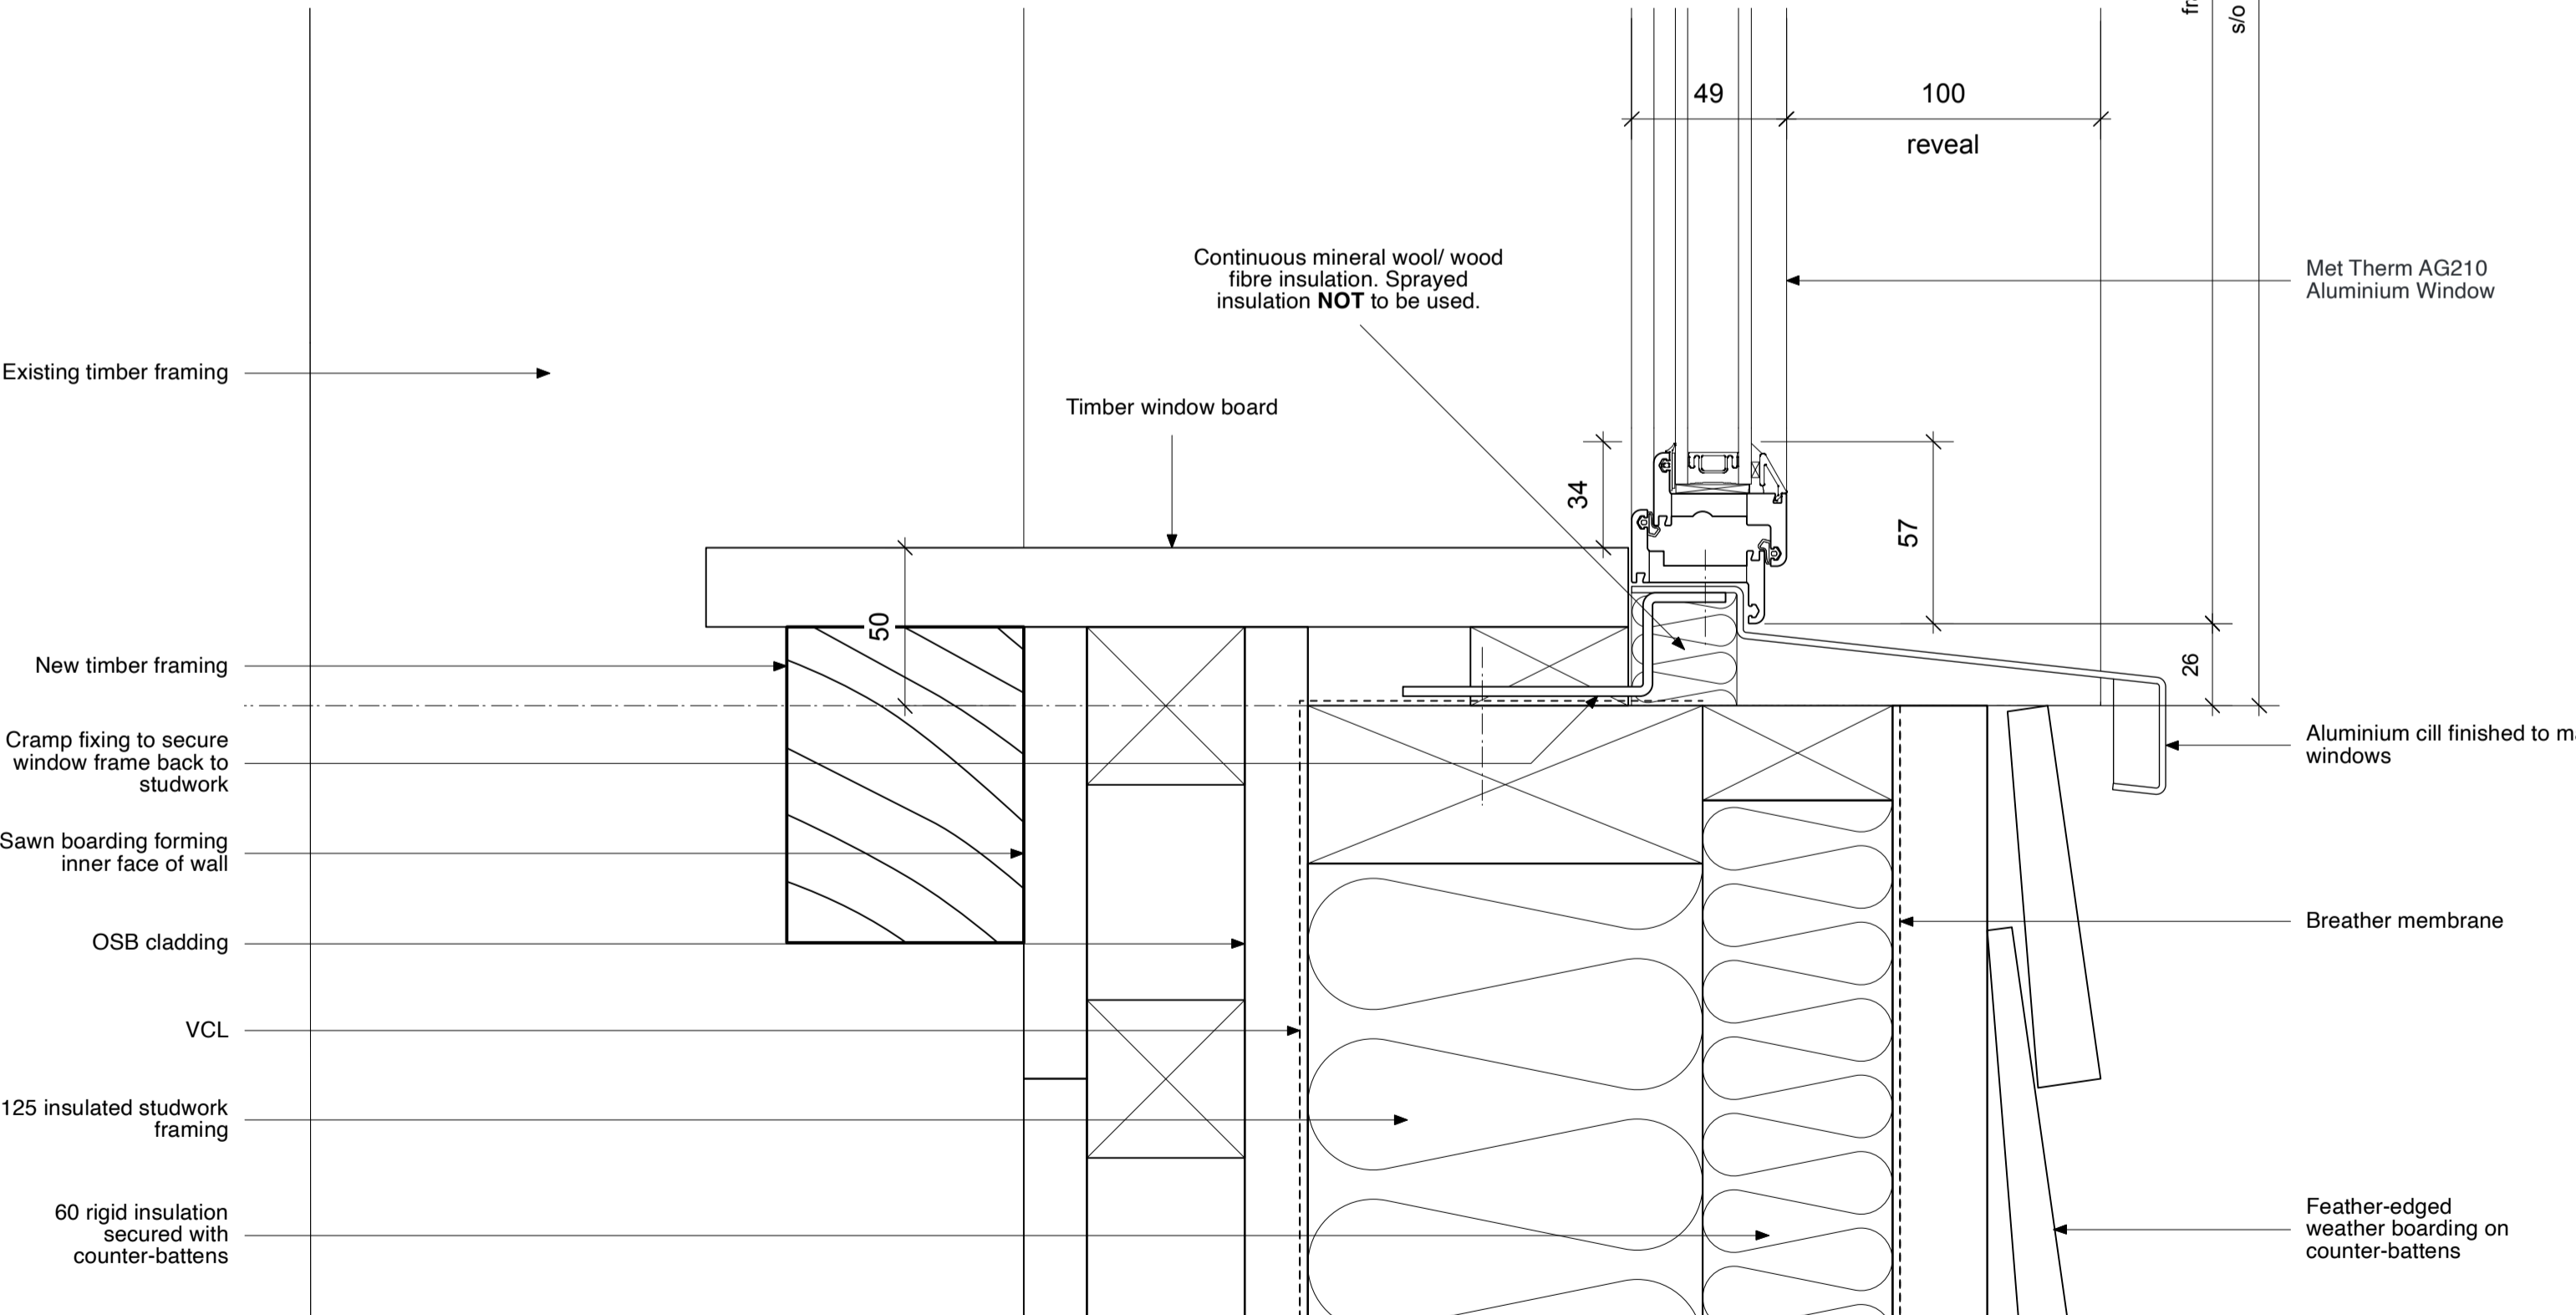 fr
s/o
49
100
reveal
Continuous mineral wool/ wood
fibre insulation. Sprayed
insulation NOT to be used.
Met Therm AG210
Aluminium Window
Existing timber framing
Timber window board
34
57
50
26
New timber framing
Cramp fixing to secure
window frame back to
studwork
Aluminium cill finished to m
windows
Sawn boarding forming
inner face of wall
Breather membrane
OSB cladding
VCL
125 insulated studwork
framing
60 rigid insulation
secured with
counter-battens
Feather-edged
weather boarding on
counter-battens